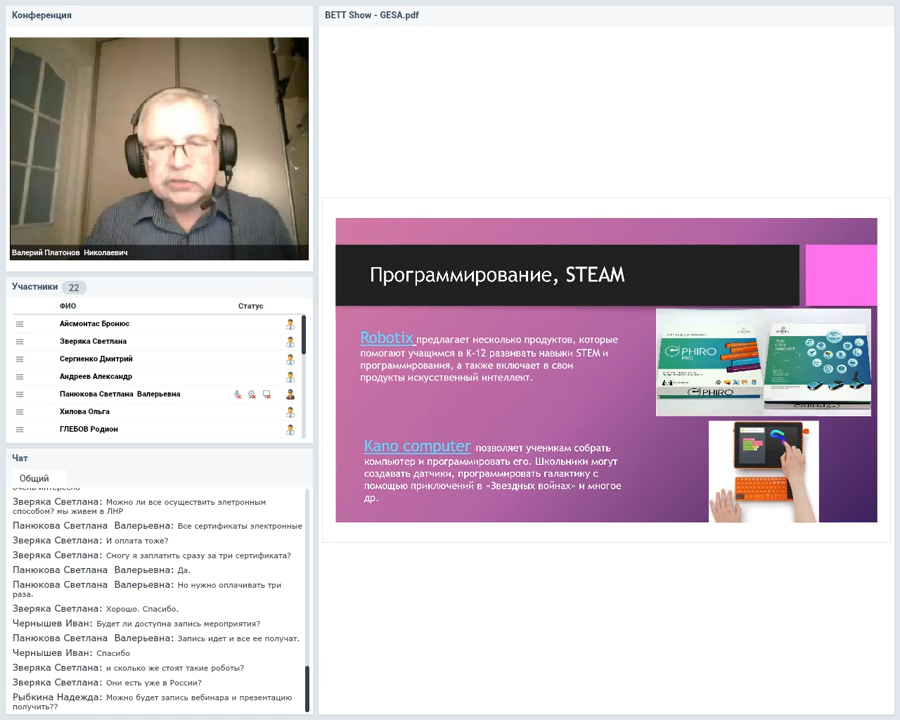 Конференция
Валерий Платонов  Николаевич
Участники 22
ФИО Статус
Айсмонтас Бронюс
Зверяка Светлана
Сергиенко Дмитрий
Андреев Александр
Панюкова Светлана  Валерьевна
Хилова Ольга
ГЛЕБОВ Родион
Чат
Общий
Зверяка Светлана: Можно ли все осуществить элетронным
способом? мы живем в ЛНР
Панюкова Светлана  Валерьевна: Все сертификаты электронные
Зверяка Светлана: И оплата тоже?
Зверяка Светлана: Смогу я заплатить сразу за три сертификата?
Панюкова Светлана  Валерьевна: Да.
Панюкова Светлана  Валерьевна: Но нужно оплачивать три
раза.
Зверяка Светлана: Хорошо. Спасибо.
Чернышев Иван: Будет ли доступна запись мероприятия?
Панюкова Светлана  Валерьевна: Запись идет и все ее получат.
Чернышев Иван: Спасибо
Зверяка Светлана: и сколько же стоят такие роботы?
Зверяка Светлана: Они есть уже в России?
Рыбкина Надежда: Можно будет запись вебинара и презентацию
получить??
BETT Show - GESA.pdf
Программирование, STEAM
Robotix предлагает несколько продуктов, которые
помогают учащимся в K-12 развивать навыки STEM и
программирования, а также включает в свои
продукты искусственный интеллект.
PHIRO
PHIRO
Kano computer позволяет ученикам собрать
компьютер и программировать его. Школьники могут
создавать датчики, программировать галактику с
помощью приключений в «Звездных войнах» и многое
др.